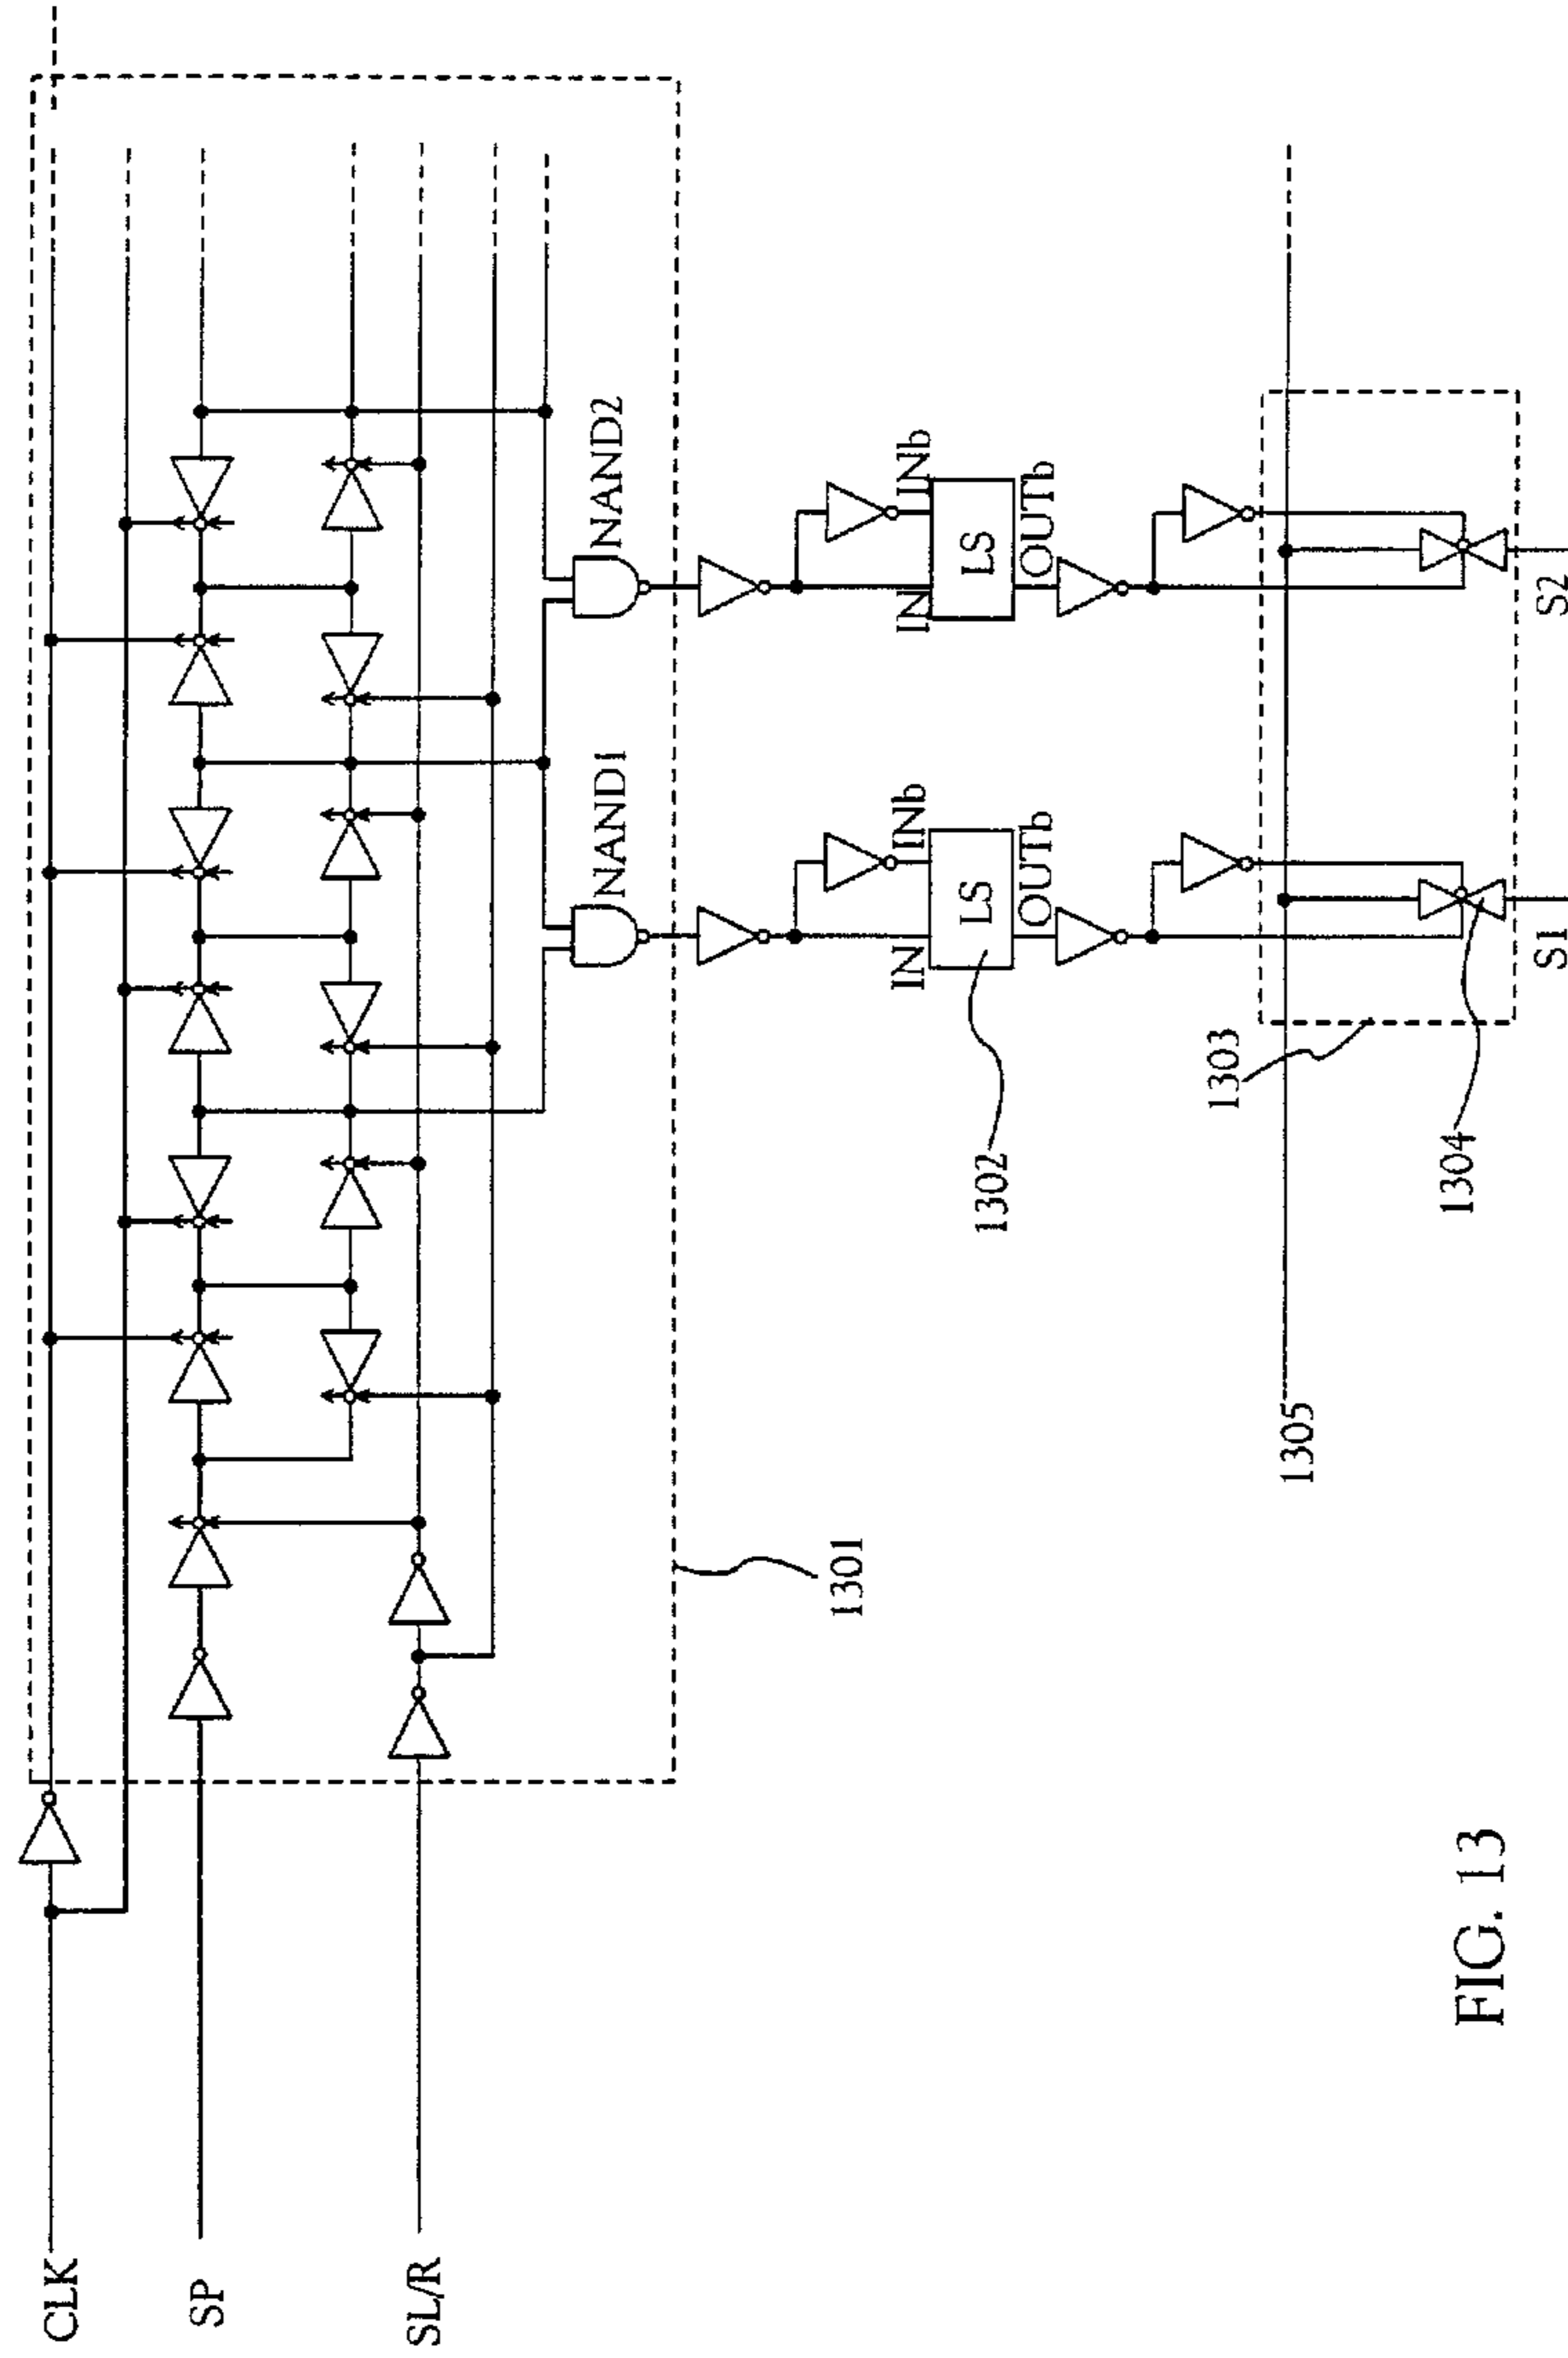 CLK
SP
SL/R
1301
NAND1
NAND2
IN
INb
LS
OUTb
IN
INb
LS
OUTb
1302
1303
1304
1305
S1
S2
FIG. 13